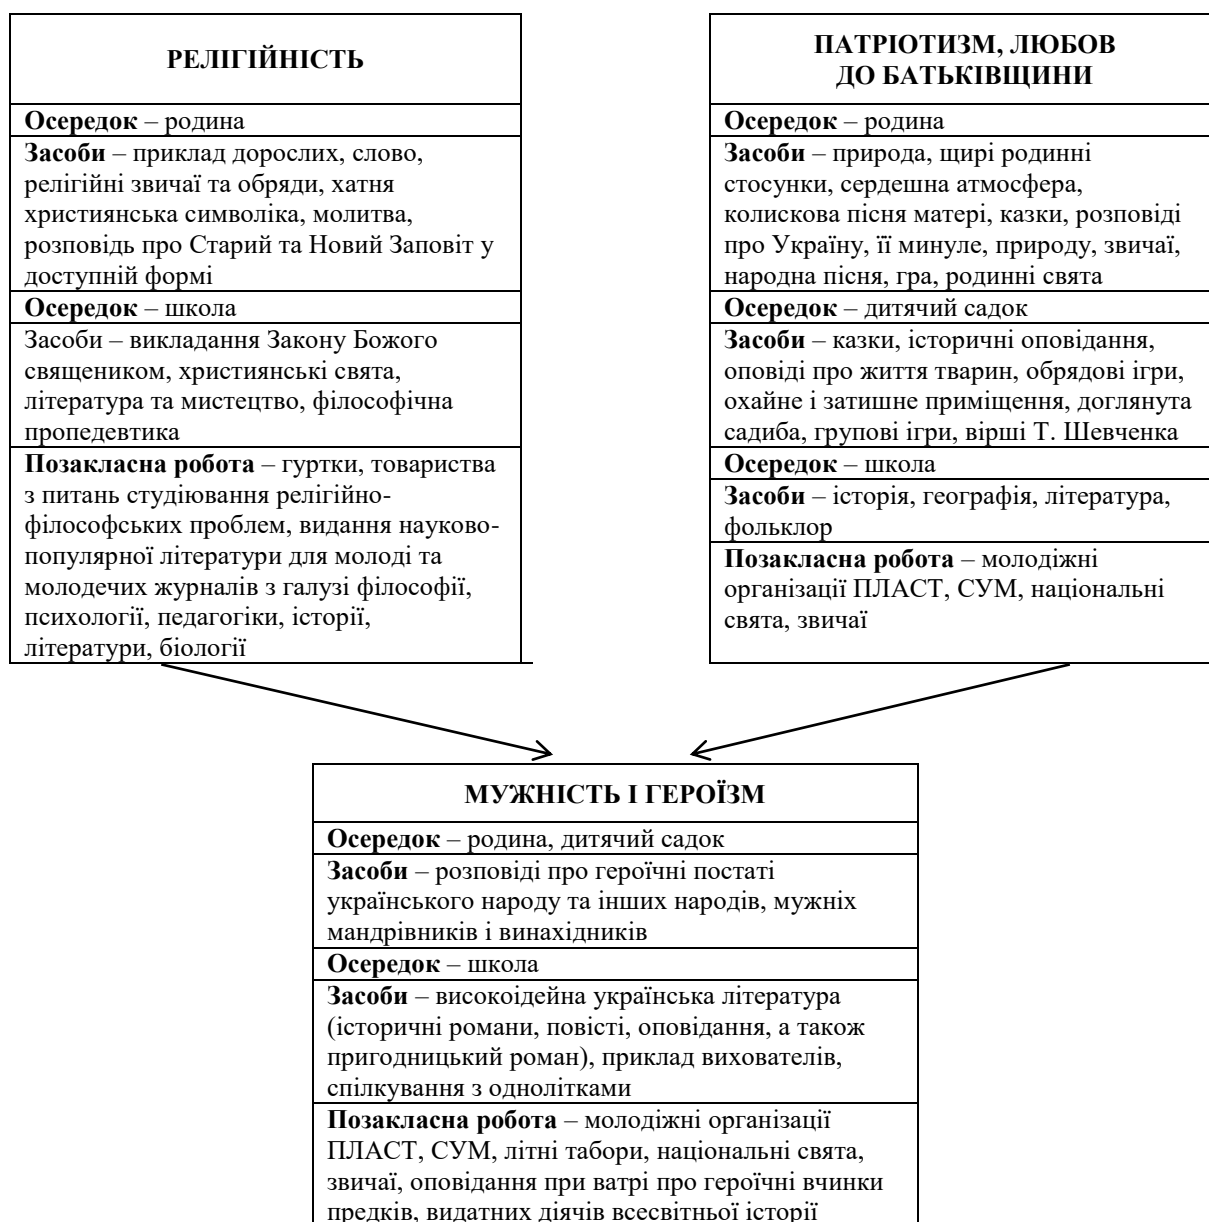 РЕЛІГІЙНІСТЬ
Осередок – родина
Засоби – приклад дорослих, слово,
релігійні звичаї та обряди, хатня
християнська символіка, молитва,
розповідь про Старий та Новий Заповіт у
доступній формі
Осередок – школа
Засоби – викладання Закону Божого
священиком, християнські свята,
література та мистецтво, філософічна
пропедевтика
Позакласна робота – гуртки, товариства
з питань студіювання релігійно-
філософських проблем, видання науково-
популярної літератури для молоді та
молодечих журналів з галузі філософії,
психології, педагогіки, історії,
літератури, біології
ПАТРІОТИЗМ, ЛЮБОВ
ДО БАТЬКІВЩИНИ
Осередок – родина
Засоби – природа, щирі родинні
стосунки, сердешна атмосфера,
колискова пісня матері, казки, розповіді
про Україну, її минуле, природу, звичаї,
народна пісня, гра, родинні свята
Осередок – дитячий садок
Засоби – казки, історичні оповідання,
оповіді про життя тварин, обрядові ігри,
охайне і затишне приміщення, доглянута
садиба, групові ігри, вірші Т. Шевченка
Осередок – школа
Засоби – історія, географія, література,
фольклор
Позакласна робота – молодіжні
організації ПЛАСТ, СУМ, національні
свята, звичаї
МУЖНІСТЬ І ГЕРОЇЗМ
Осередок – родина, дитячий садок
Засоби – розповіді про героїчні постаті
українського народу та інших народів, мужніх
мандрівників і винахідників
Осередок – школа
Засоби – високоідейна українська література
(історичні романи, повісті, оповідання, а також
пригодницький роман), приклад вихователів,
спілкування з однолітками
Позакласна робота – молодіжні організації
ПЛАСТ, СУМ, літні табори, національні свята,
звичаї, оповідання при ватрі про героїчні вчинки
предків, видатних діячів всесвітньої історії